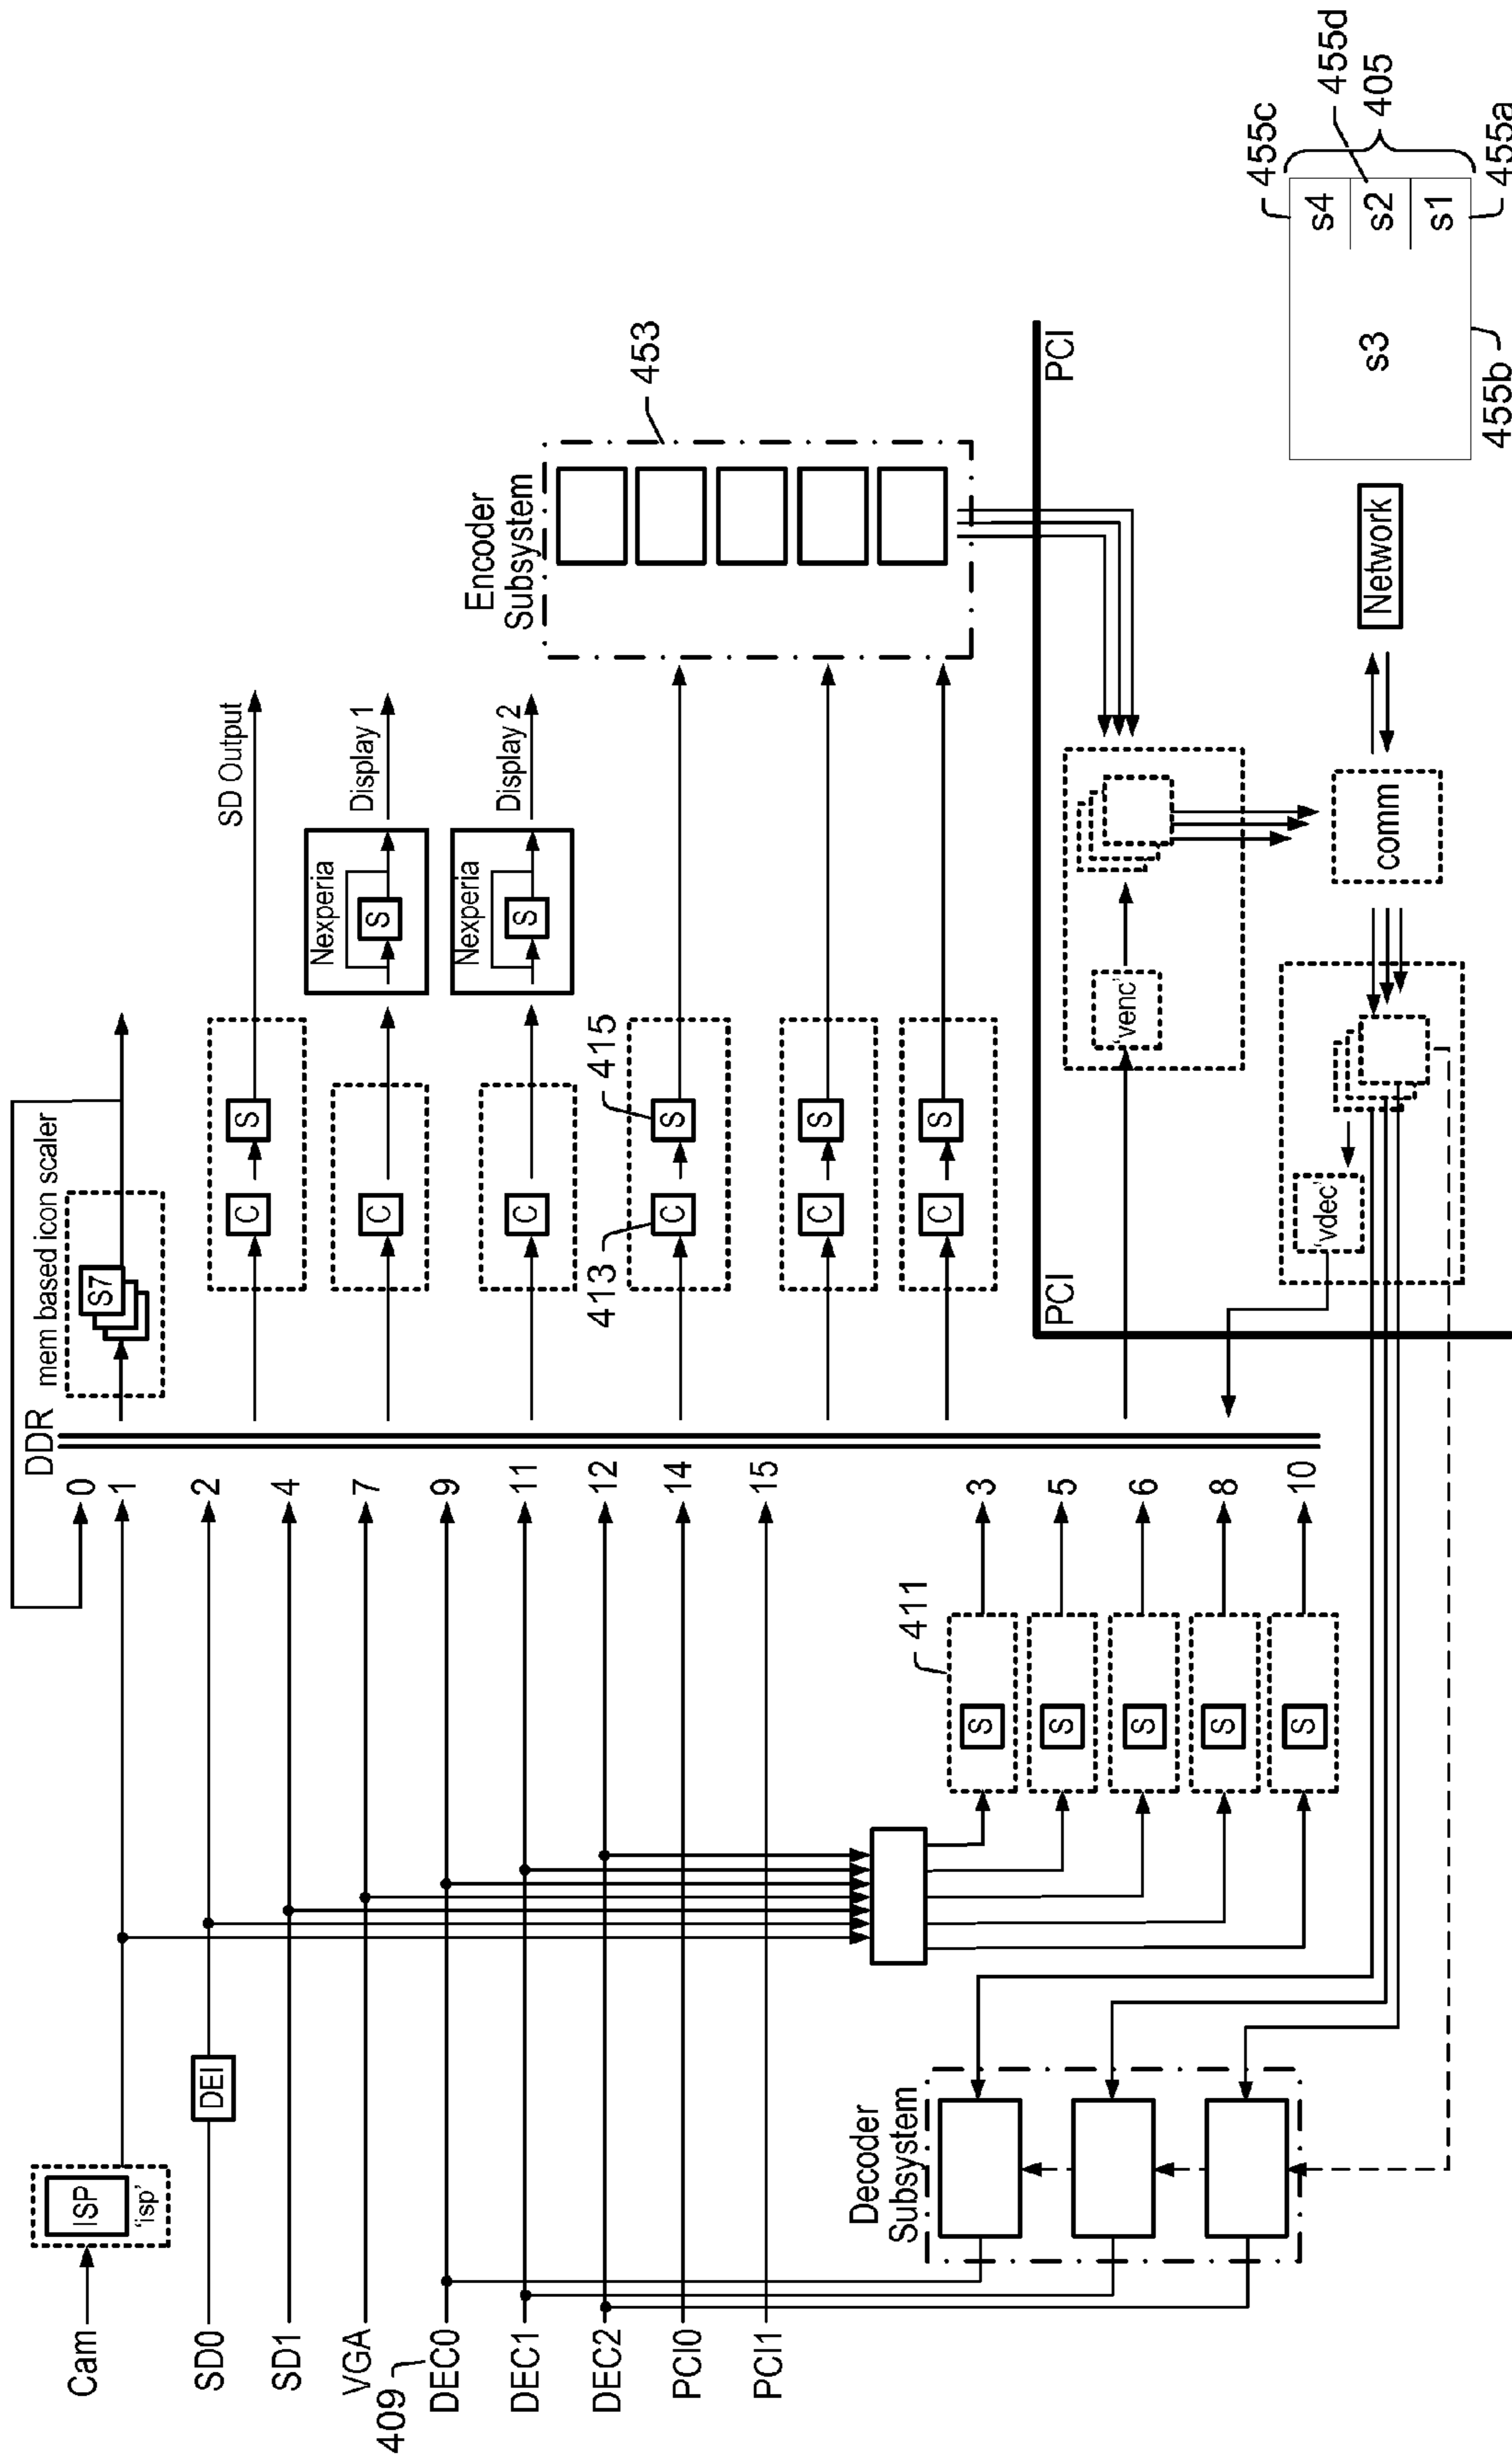 Cam
ISP
'isp'
SD0
DEI
SD1
VGA
409
DEC0
DEC1
DEC2
PCI0
PCI1
Decoder
Subsystem
411
S
S
S
S
S
DDR
0
1
2
4
7
9
11
12
14
15
3
5
6
8
10
mem based icon scaler
S7
C
S
SD Output
C
Nexperia
S
Display 1
C
Nexperia
S
Display 2
413
C
S
415
C
S
C
S
Encoder
Subsystem
453
PCI
PCI
'venc'
'vdec'
comm
Network
s3
s4
s2
s1
455c
455d
405
455a
455b